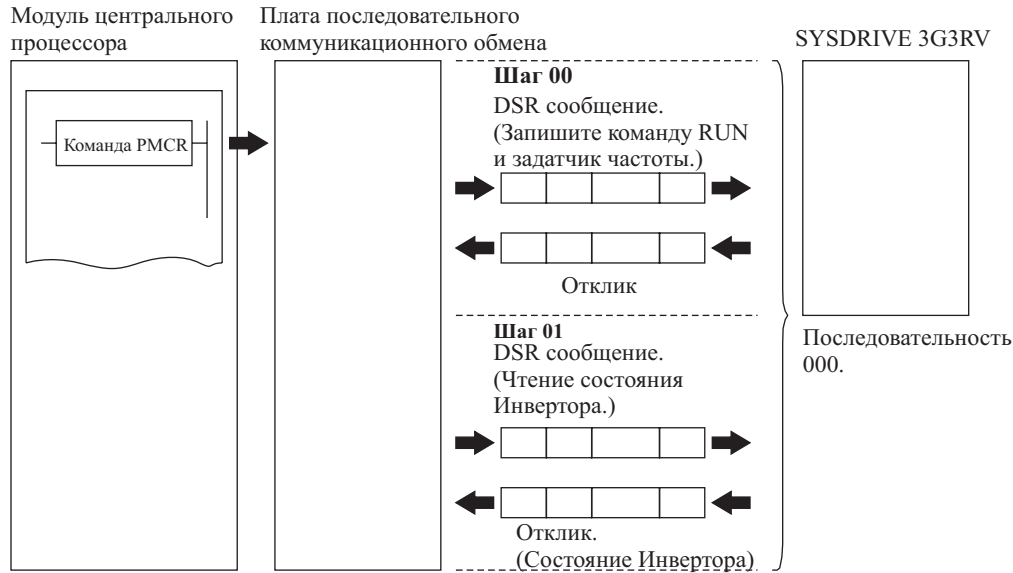 Модуль центрального
процессора
Плата последовательного
коммуникационного обмена
SYSDRIVE 3G3RV
Команда PMCR
Шаг 00
DSR сообщение.
(Запишите команду RUN
и задатчик частоты.)
Отклик
Шаг 01
DSR сообщение.
(Чтение состояния
Инвертора.)
Отклик.
(Состояние Инвертора)
Последовательность
000.